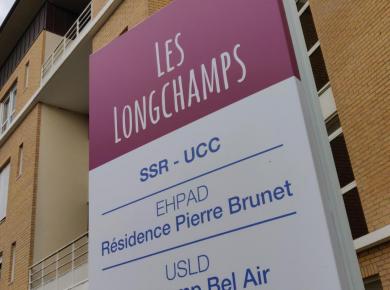 LES
LONGCHAMPS
SSR - UCC
EHPAD
Résidence Pierre Brunet
USLD
Bel Air